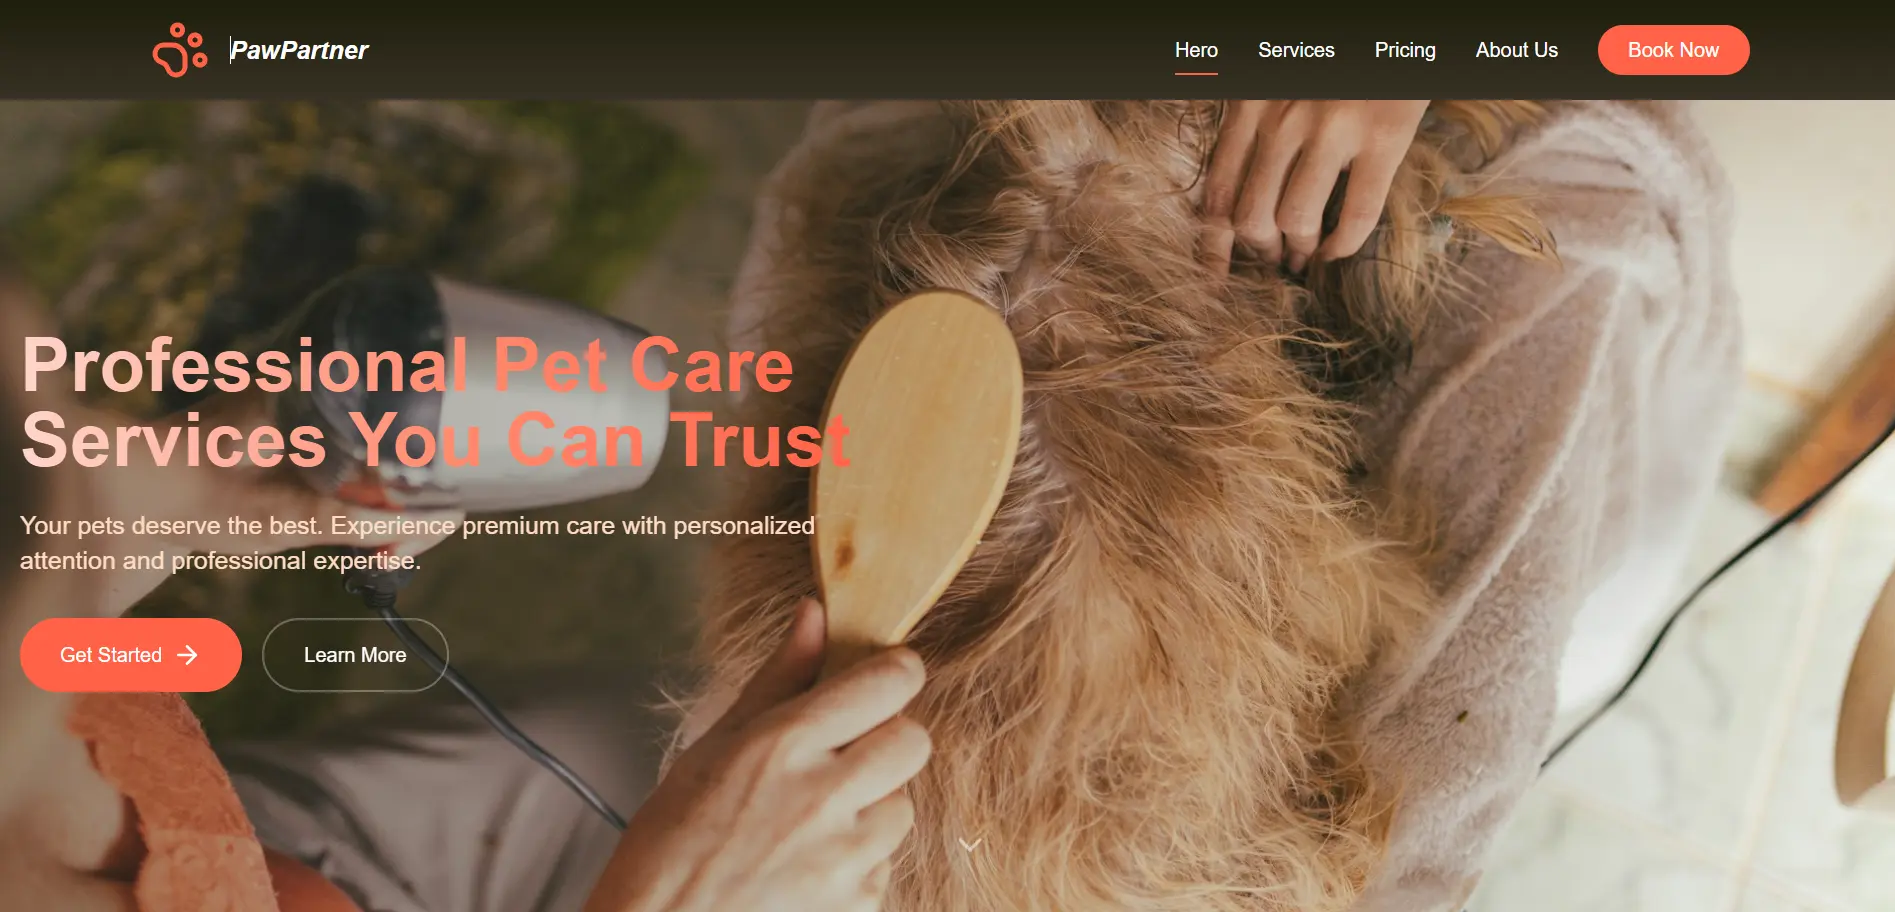 PawPartner
Hero
Services
Pricing
About Us
Book Now
Professional Pet Care
Services You Can Trust
Your pets deserve the best. Experience premium care with personalized
attention and professional expertise.
Get Started
Learn More